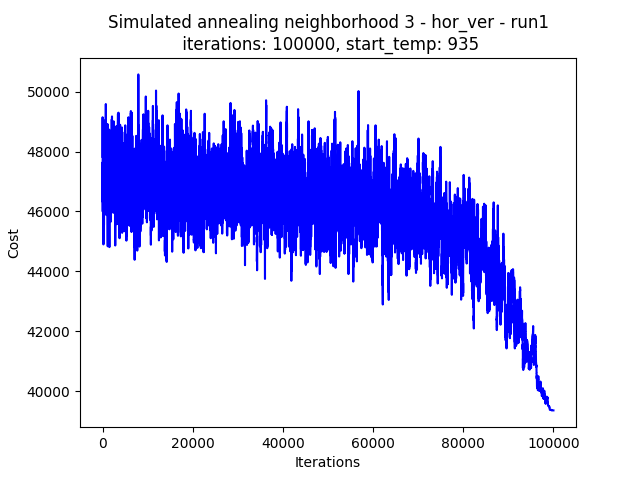 Simulated annealing neighborhood 3 - hor_ver - run1
iterations: 100000, start_temp: 935
Cost
50000
48000
46000
44000
42000
40000
0 20000 40000 60000 80000 100000
Iterations